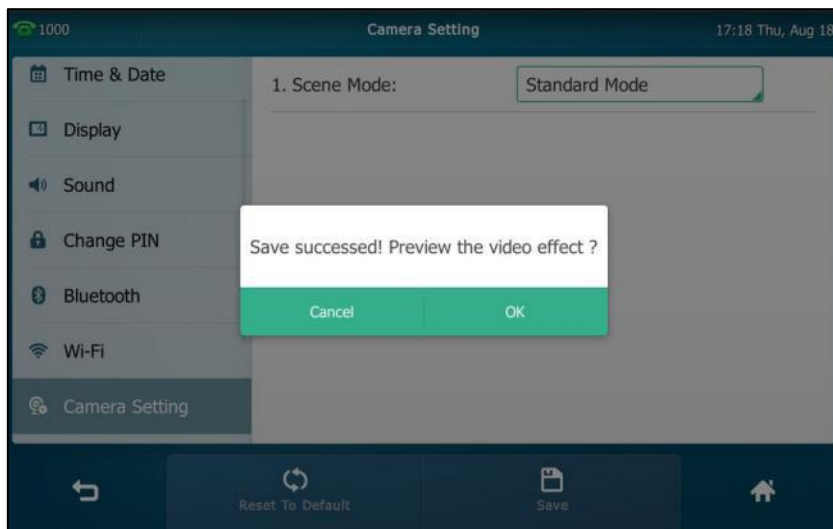 1000
Camera Setting
17:18 Thu, Aug 18
Time & Date
Display
Sound
Change PIN
Bluetooth
Wi-Fi
Camera Setting
1. Scene Mode:
Standard Mode
Save successed! Preview the video effect ?
Cancel
OK
Reset To Default
Save